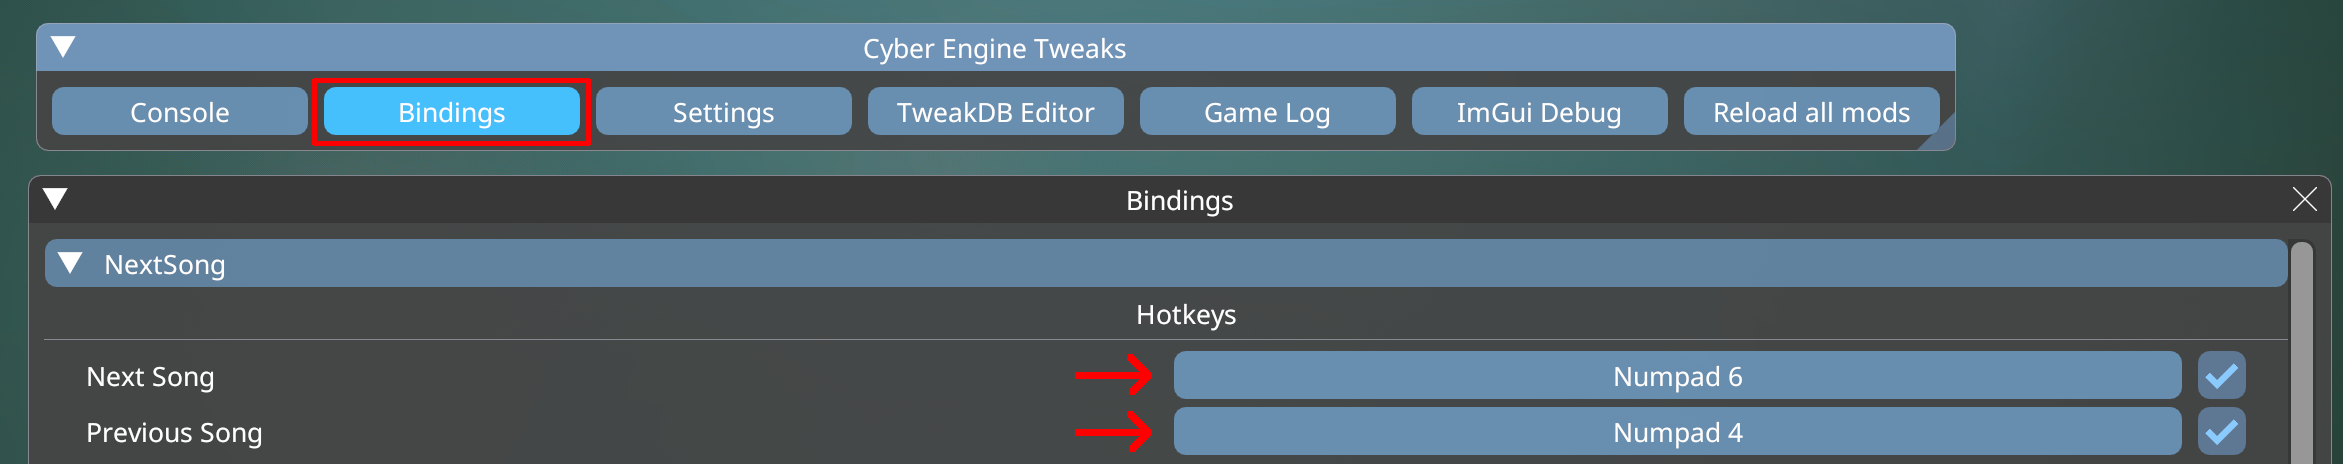 Cyber Engine Tweaks
Console Bindings Settings TweakDB Editor Game Log ImGui Debug Reload all mods
Bindings
NextSong
Hotkeys
Next Song Numpad 6
Previous Song Numpad 4